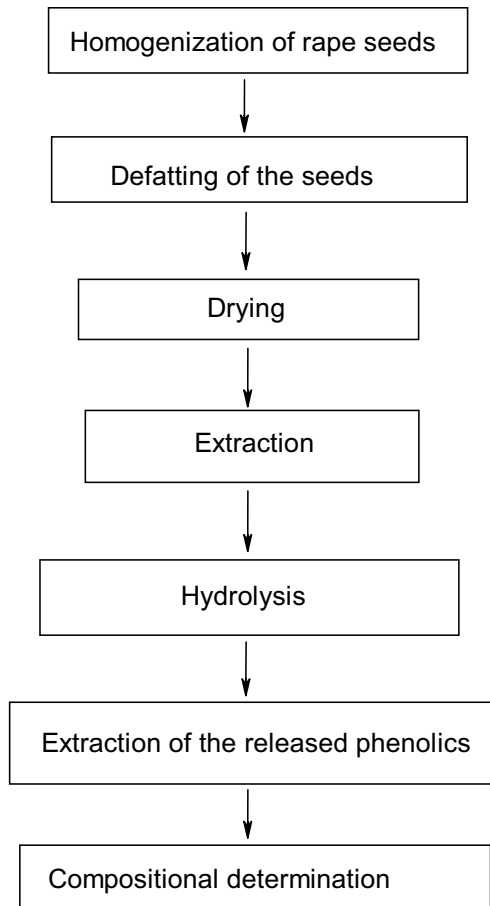 Homogenization of rape seeds
Defatting of the seeds
Drying
Extraction
Hydrolysis
Extraction of the released phenolics
Compositional determination